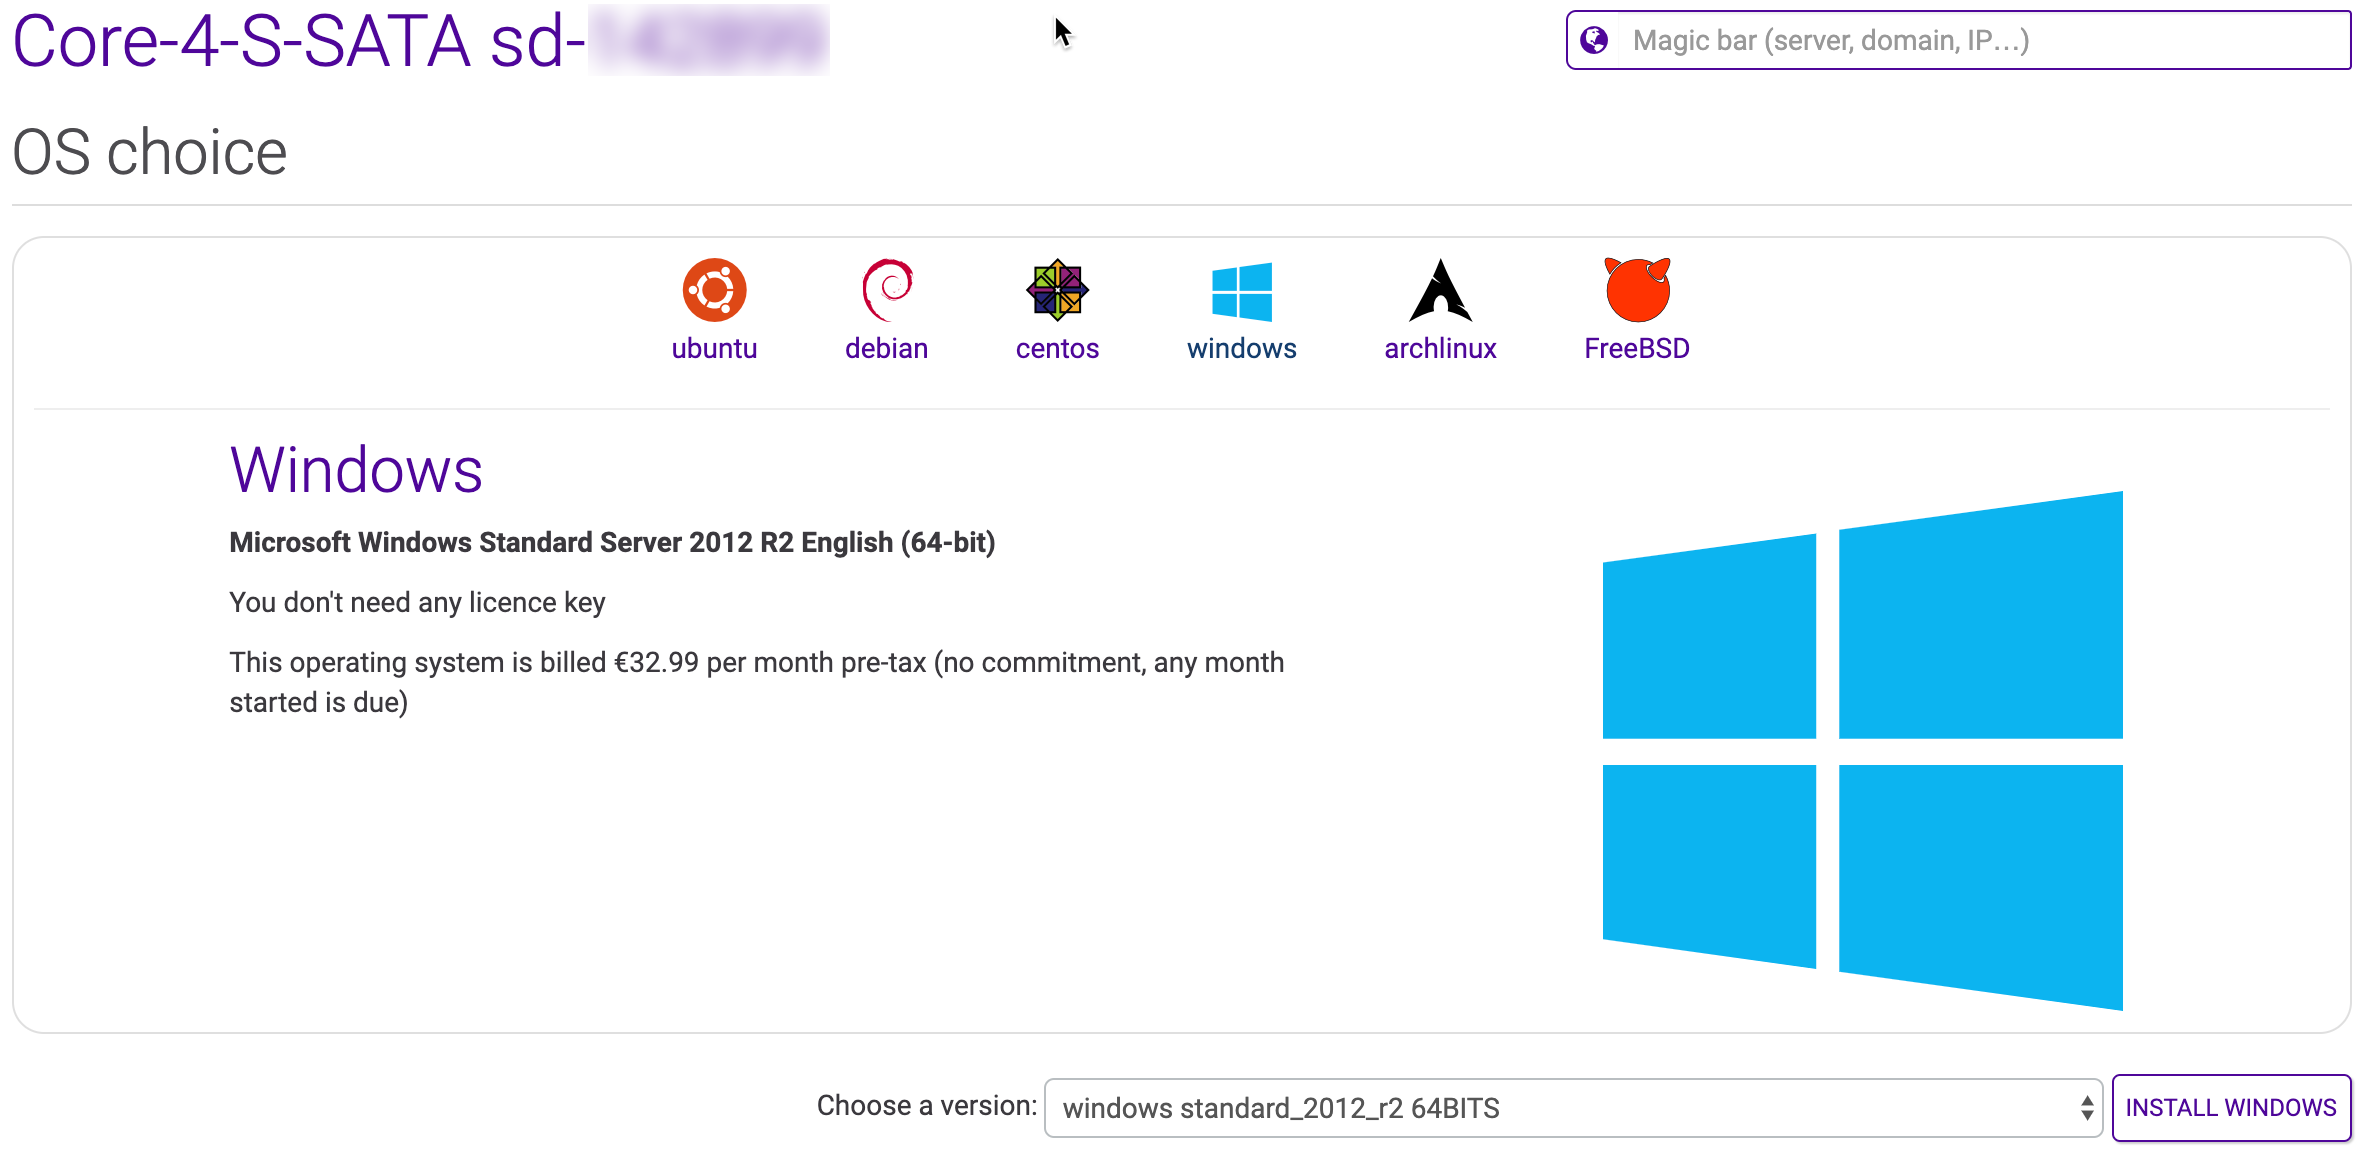 Core-4-S-SATA sd-
Magic bar (server, domain, IP...)
OS choice
ubuntu
debian
centos
windows
archlinux
FreeBSD
Windows
Microsoft Windows Standard Server 2012 R2 English (64-bit)
You don't need any licence key
This operating system is billed €32.99 per month pre-tax (no commitment, any month
started is due)
Choose a version:
windows standard_2012_r2 64BITS
INSTALL WINDOWS